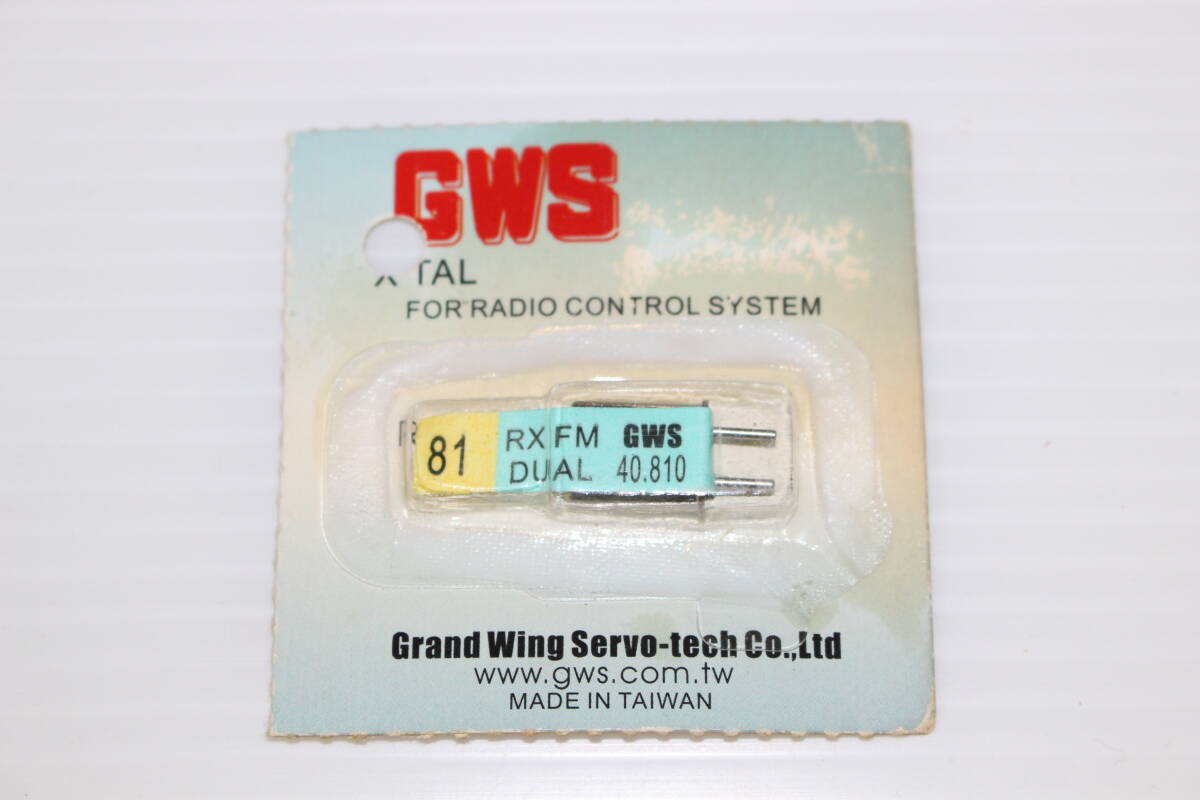 GWS
X'TAL
FOR RADIO CONTROL SYSTEM
81
RX FM GWS
DUAL 40.810
Grand Wing Servo-tech Co.,Ltd
www.gws.com.tw
MADE IN TAIWAN